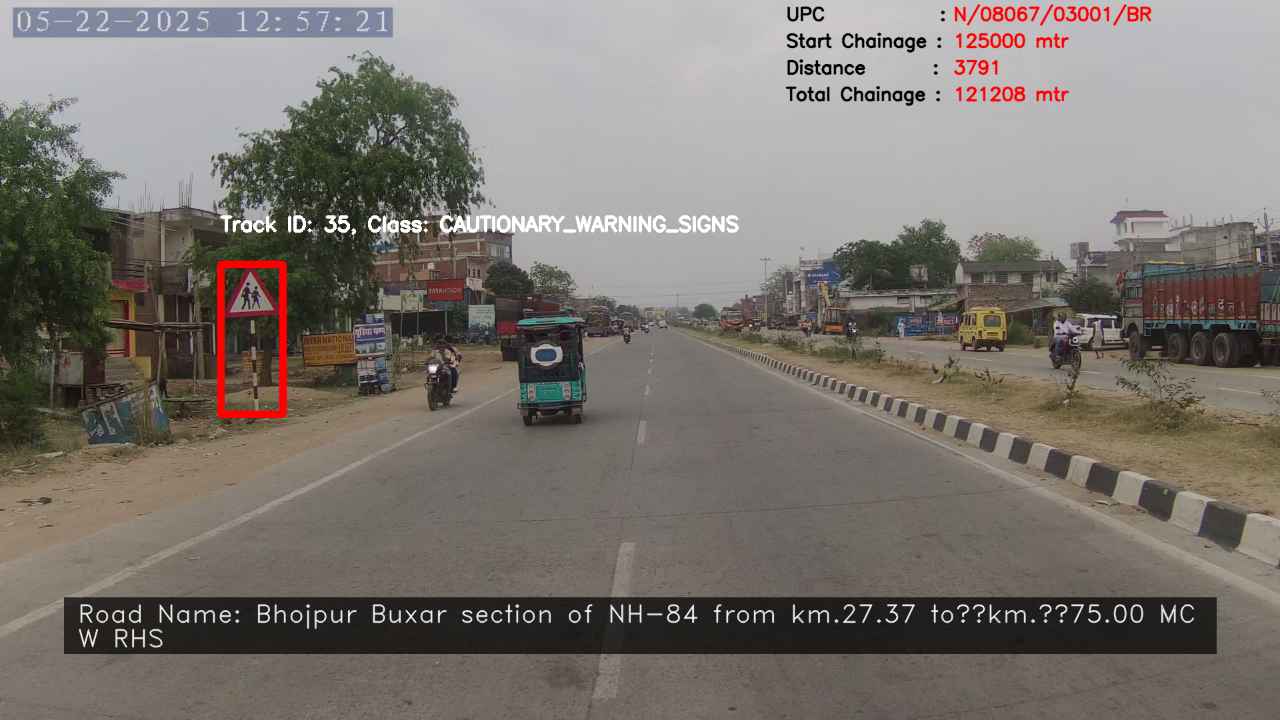 05-22-2025 12:57:21
UPC : N/08067/03001/BR
Start Chainage : 125000 mtr
Distance : 3791
Total Chainage : 121208 mtr
Track ID: 35, Class: CAUTIONARY_WARNING_SIGNS
Road Name: Bhojpur Buxar section of NH-84 from km.27.37 to??km.??75.00 MC
W RHS